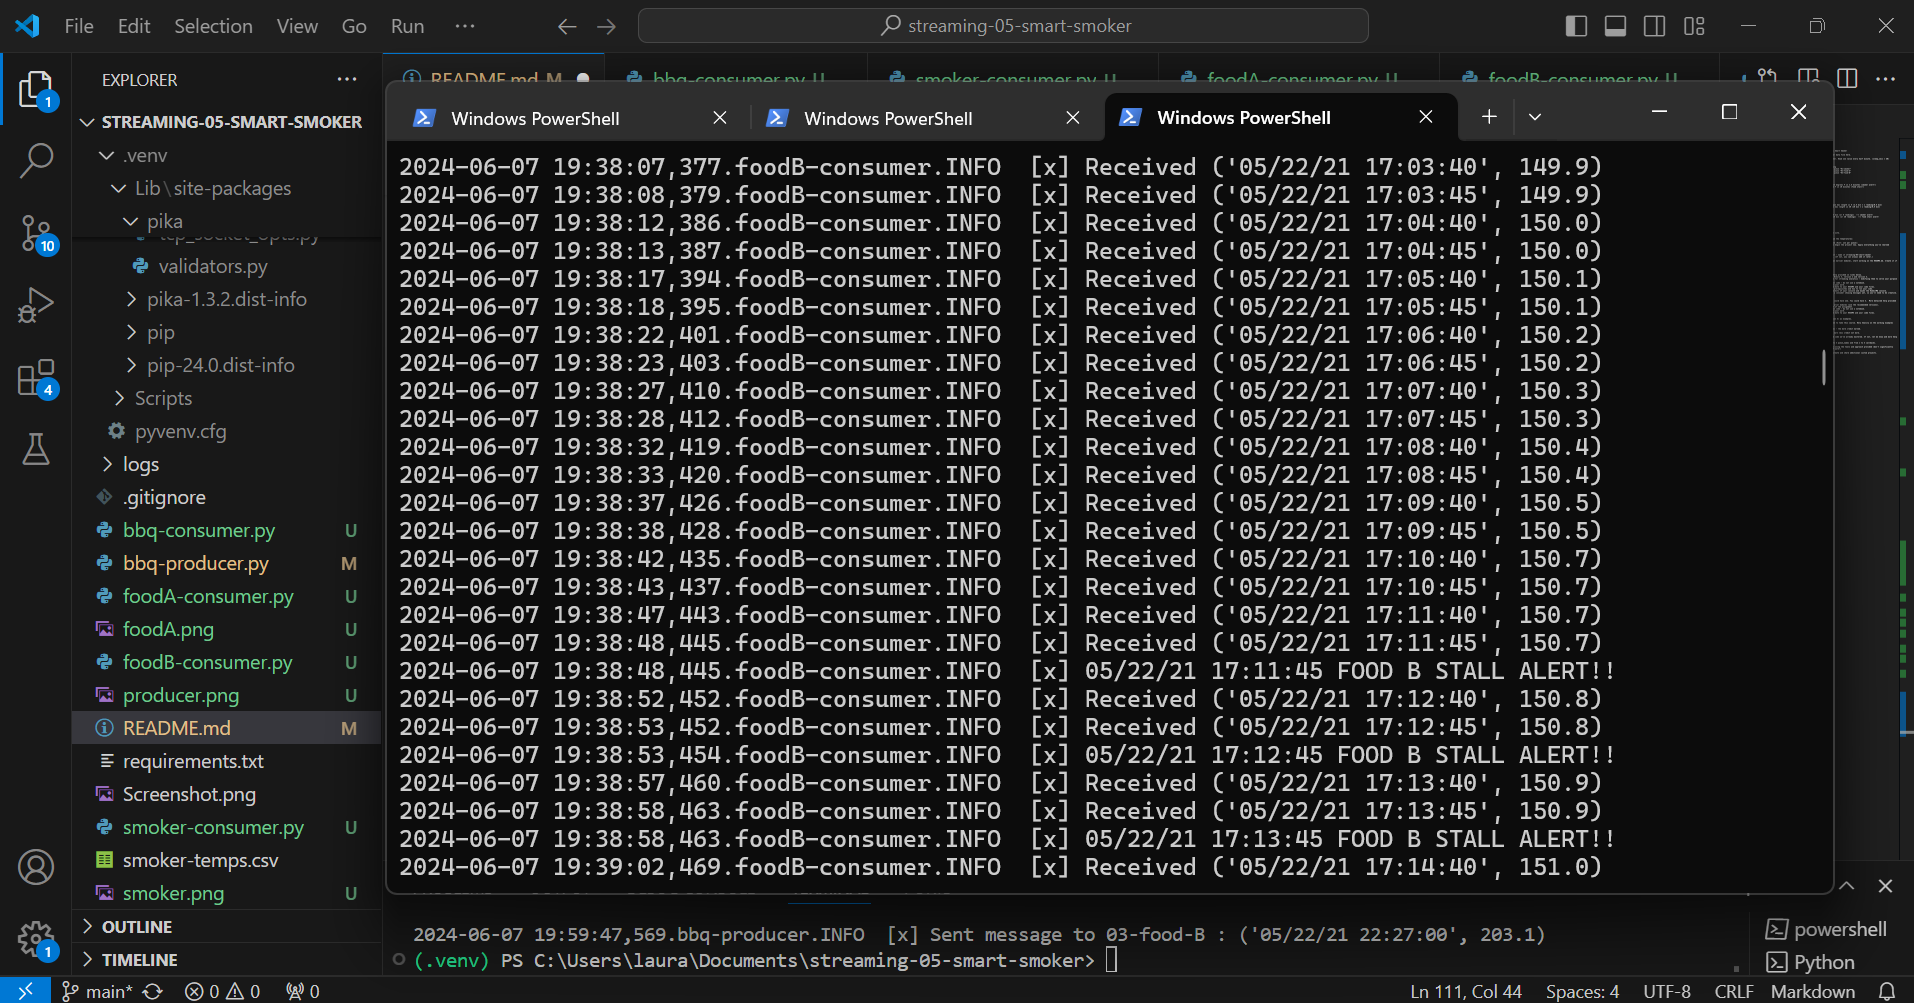 File Edit Selection View Go Run ··· streaming-05-smart-smoker
EXPLORER ···
README.md M bbq-consumer.py U smoker-consumer.py U foodA-consumer.py U foodB-consumer.py U
Windows PowerShell Windows PowerShell Windows PowerShell
STREAMING-05-SMART-SMOKER
.venv
Lib\site-packages
pika
tcp_socket_opts.py
validators.py
pika-1.3.2.dist-info
pip
pip-24.0.dist-info
Scripts
pyvenv.cfg
logs
.gitignore
bbq-consumer.py U
bbq-producer.py M
foodA-consumer.py U
foodA.png U
foodB-consumer.py U
producer.png U
README.md M
requirements.txt
Screenshot.png
smoker-consumer.py U
smoker-temps.csv
smoker.png U
OUTLINE
TIMELINE
1
10
4
1
2024-06-07 19:38:07,377.foodB-consumer.INFO [x] Received ('05/22/21 17:03:40', 149.9)
2024-06-07 19:38:08,379.foodB-consumer.INFO [x] Received ('05/22/21 17:03:45', 149.9)
2024-06-07 19:38:12,386.foodB-consumer.INFO [x] Received ('05/22/21 17:04:40', 150.0)
2024-06-07 19:38:13,387.foodB-consumer.INFO [x] Received ('05/22/21 17:04:45', 150.0)
2024-06-07 19:38:17,394.foodB-consumer.INFO [x] Received ('05/22/21 17:05:40', 150.1)
2024-06-07 19:38:18,395.foodB-consumer.INFO [x] Received ('05/22/21 17:05:45', 150.1)
2024-06-07 19:38:22,401.foodB-consumer.INFO [x] Received ('05/22/21 17:06:40', 150.2)
2024-06-07 19:38:23,403.foodB-consumer.INFO [x] Received ('05/22/21 17:06:45', 150.2)
2024-06-07 19:38:27,410.foodB-consumer.INFO [x] Received ('05/22/21 17:07:40', 150.3)
2024-06-07 19:38:28,412.foodB-consumer.INFO [x] Received ('05/22/21 17:07:45', 150.3)
2024-06-07 19:38:32,419.foodB-consumer.INFO [x] Received ('05/22/21 17:08:40', 150.4)
2024-06-07 19:38:33,420.foodB-consumer.INFO [x] Received ('05/22/21 17:08:45', 150.4)
2024-06-07 19:38:37,426.foodB-consumer.INFO [x] Received ('05/22/21 17:09:40', 150.5)
2024-06-07 19:38:38,428.foodB-consumer.INFO [x] Received ('05/22/21 17:09:45', 150.5)
2024-06-07 19:38:42,435.foodB-consumer.INFO [x] Received ('05/22/21 17:10:40', 150.7)
2024-06-07 19:38:43,437.foodB-consumer.INFO [x] Received ('05/22/21 17:10:45', 150.7)
2024-06-07 19:38:47,443.foodB-consumer.INFO [x] Received ('05/22/21 17:11:40', 150.7)
2024-06-07 19:38:48,445.foodB-consumer.INFO [x] Received ('05/22/21 17:11:45', 150.7)
2024-06-07 19:38:48,445.foodB-consumer.INFO [x] 05/22/21 17:11:45 FOOD B STALL ALERT!!
2024-06-07 19:38:52,452.foodB-consumer.INFO [x] Received ('05/22/21 17:12:40', 150.8)
2024-06-07 19:38:53,452.foodB-consumer.INFO [x] Received ('05/22/21 17:12:45', 150.8)
2024-06-07 19:38:53,454.foodB-consumer.INFO [x] 05/22/21 17:12:45 FOOD B STALL ALERT!!
2024-06-07 19:38:57,460.foodB-consumer.INFO [x] Received ('05/22/21 17:13:40', 150.9)
2024-06-07 19:38:58,463.foodB-consumer.INFO [x] Received ('05/22/21 17:13:45', 150.9)
2024-06-07 19:38:58,463.foodB-consumer.INFO [x] 05/22/21 17:13:45 FOOD B STALL ALERT!!
2024-06-07 19:39:02,469.foodB-consumer.INFO [x] Received ('05/22/21 17:14:40', 151.0)
2024-06-07 19:59:47,569.bbq-producer.INFO [x] Sent message to 03-food-B : ('05/22/21 22:27:00', 203.1)
(.venv) PS C:\Users\laura\Documents\streaming-05-smart-smoker>
powershell
Python
main* 0 0 0 Ln 111, Col 44 Spaces: 4 UTF-8 CRLF Markdown